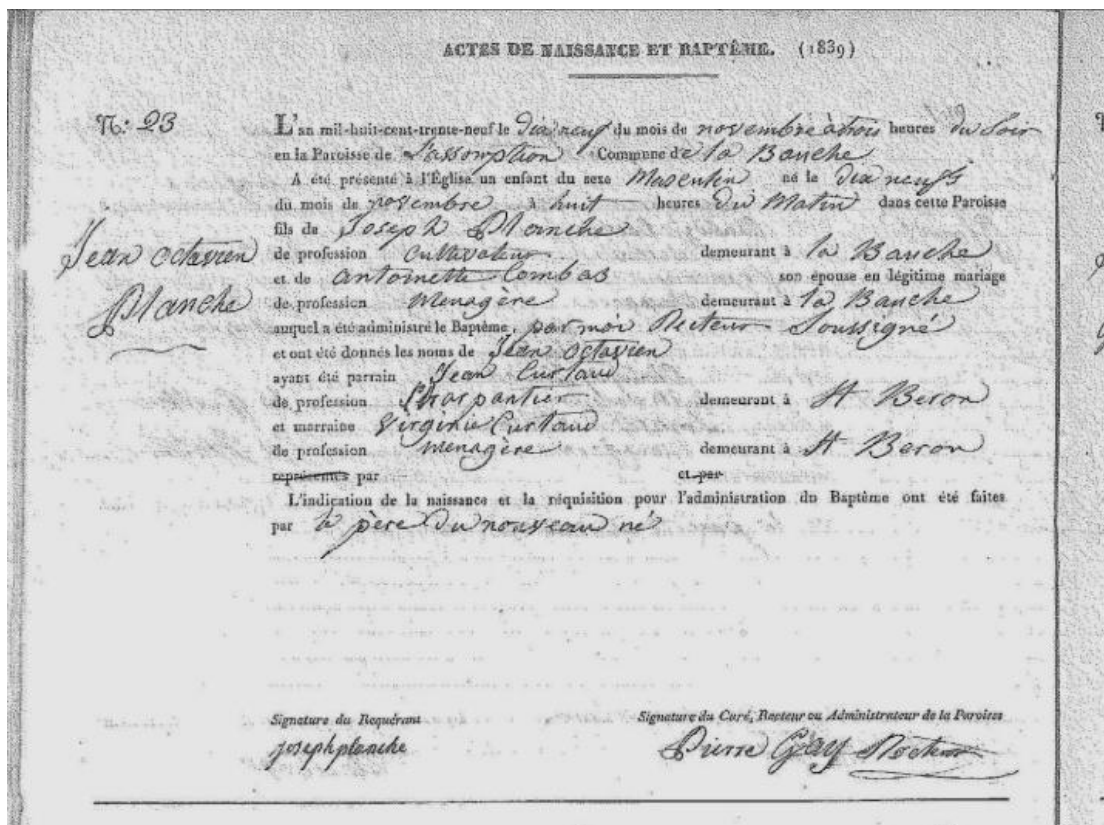 ACTES DE NAISSANCE ET BAPTÊME. (1839)
N.º 23
Jean octavien
Planche
L'an mil-huit-cent-trente-neuf le dix neuf du mois de novembre à trois heures du Soir
en la Paroisse de L'assomption Commune de la Bauche
A été présenté à l'Église un enfant du sexe Masculin né le dix neuf
du mois de novembre à huit heures du Matin dans cette Paroisse
fils de Joseph Planche
de profession Cultivateur demeurant à la Bauche
et de antoinette Combas son épouse en légitime mariage
de profession Menagère demeurant à la Bauche
auquel a été administré le Baptême, par moi Recteur Soussigné
et ont été donnés les noms de Jean octavien
ayant été parrain Jean Curtaud
de profession Charpantier demeurant à St Beron
et marraine Virginie Curtaud
de profession menagère demeurant à St Beron
représentés par et par
L'indication de la naissance et la réquisition pour l'administration du Baptême ont été faites
par le père du nouveau né
Signature du Requérant Signature du Curé, Recteur ou Administrateur de la Paroisse
joseph planche Pierre Gay Recteur